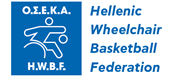 Ο.Σ.Ε.Κ.Α.
H.W.B.F.
Hellenic
Wheelchair
Basketball
Federation